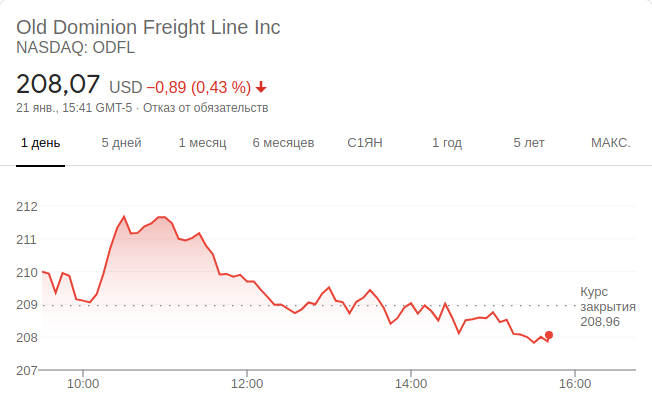 Old Dominion Freight Line Inc
NASDAQ: ODFL
208,07 USD −0,89 (0,43 %)
21 янв., 15:41 GMT-5 · Отказ от обязательств
1 день 5 дней 1 месяц 6 месяцев С1ЯН 1 год 5 лет МАКС.
212
211
210
209
208
207
Курс
закрытия
208,96
10:00 12:00 14:00 16:00